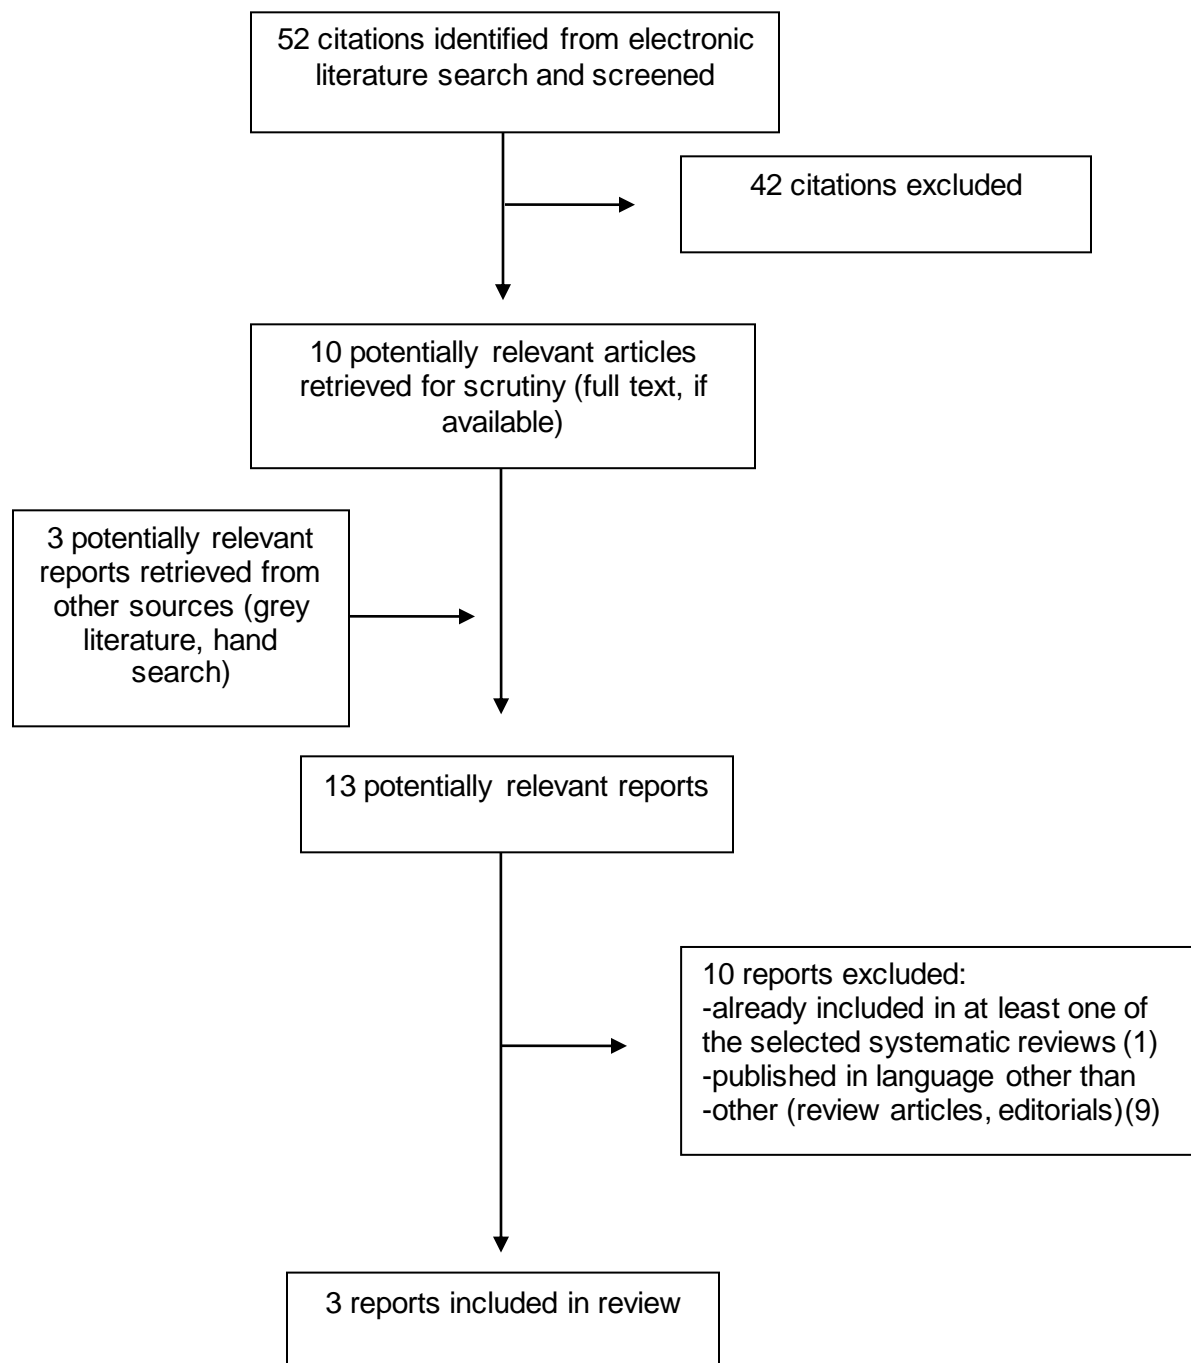 52 citations identified from electronic
literature search and screened
42 citations excluded
10 potentially relevant articles
retrieved for scrutiny (full text, if
available)
3 potentially relevant
reports retrieved from
other sources (grey
literature, hand
search)
13 potentially relevant reports
10 reports excluded:
-already included in at least one of
the selected systematic reviews (1)
-published in language other than
-other (review articles, editorials)(9)
3 reports included in review